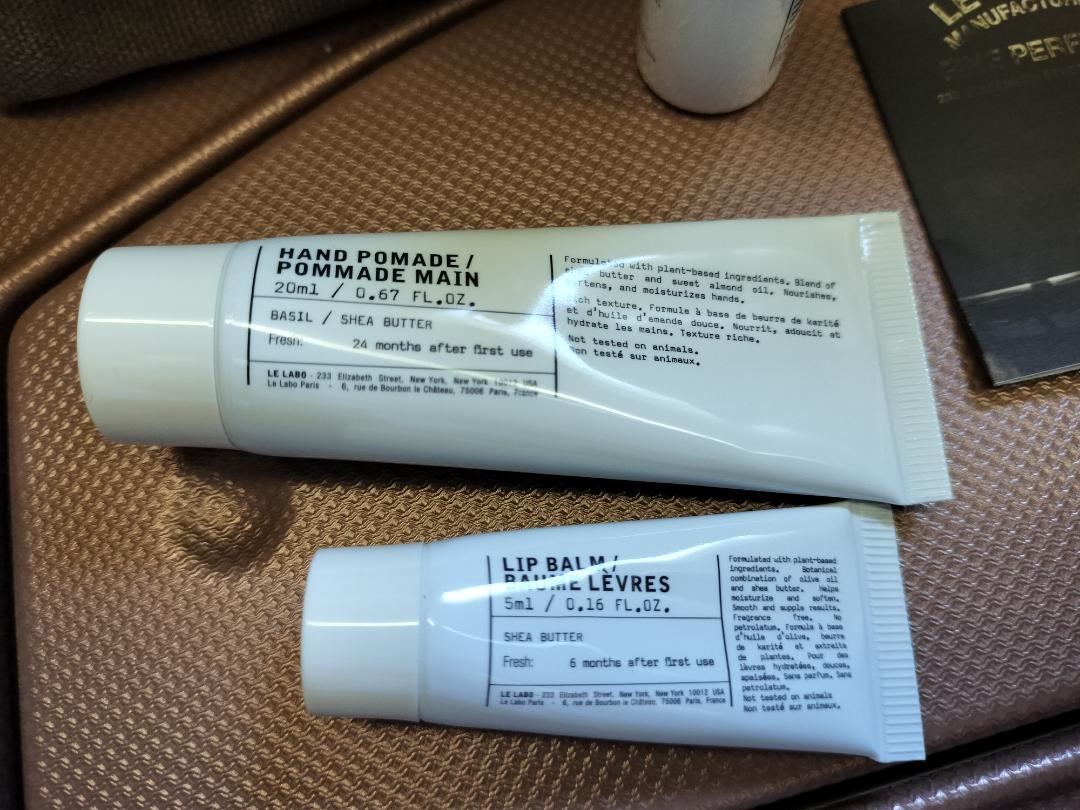 LE
MANUFACTUR
FINE PERF
HAND POMADE/
POMMADE MAIN
20ml / 0.67 FL.OZ.
BASIL / SHEA BUTTER
Fresh: 24 months after first use
LE LABO - 233 Elizabeth Street, New York, New York 10012 USA
Le Labo Paris - 6, rue de Bourbon le Château, 75006 Paris, France
Formulated with plant-based ingredients. Blend of
shea butter and sweet almond oil. Nourishes,
softens, and moisturizes hands.
Rich texture. Formule à base de beurre de karité
et d'huile d'amande douce. Nourrit, adoucit et
hydrate les mains. Texture riche.
Not tested on animals.
Non testé sur animaux.
LIP BALM/
BAUME LÈVRES
5ml / 0.16 FL.OZ.
SHEA BUTTER
Fresh: 6 months after first use
LE LABO - 233 Elizabeth Street, New York, New York 10012 USA
Le Labo Paris - 6, rue de Bourbon le Château, 75006 Paris, France
Formulated with plant-based
ingredients. Botanical
combination of olive oil
and shea butter. Helps
moisturize and soften.
Smooth and supple results.
Fragrance free. No
petrolatum. Formule à base
d'huile d'olive, beurre
de karité et extraits
de plantes. Pour des
lèvres hydratées, douces,
apaisées. Sans parfum. Sans
petrolatum.
Not tested on animals
Non testé sur animaux.